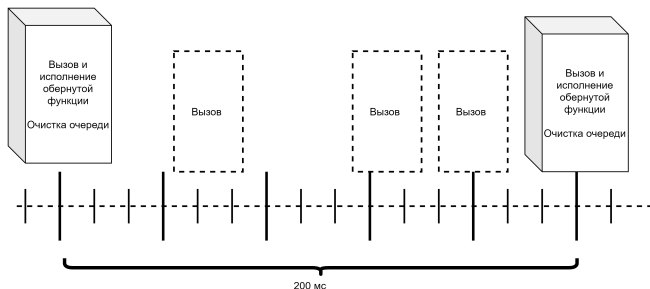 Вызов и
исполнение
обернутой
функции
Очистка очереди
Вызов
Вызов
Вызов
Вызов и
исполнение
обернутой
функции
Очистка очереди
200 мс